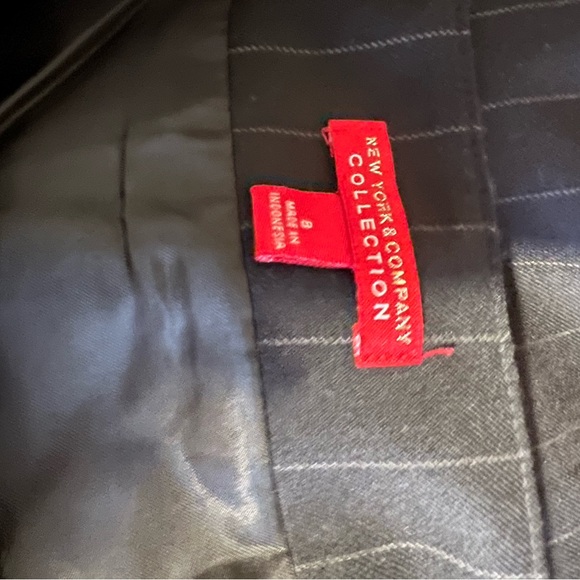 NEW YORK & COMPANY
COLLECTION
8
MADE IN
INDONESIA